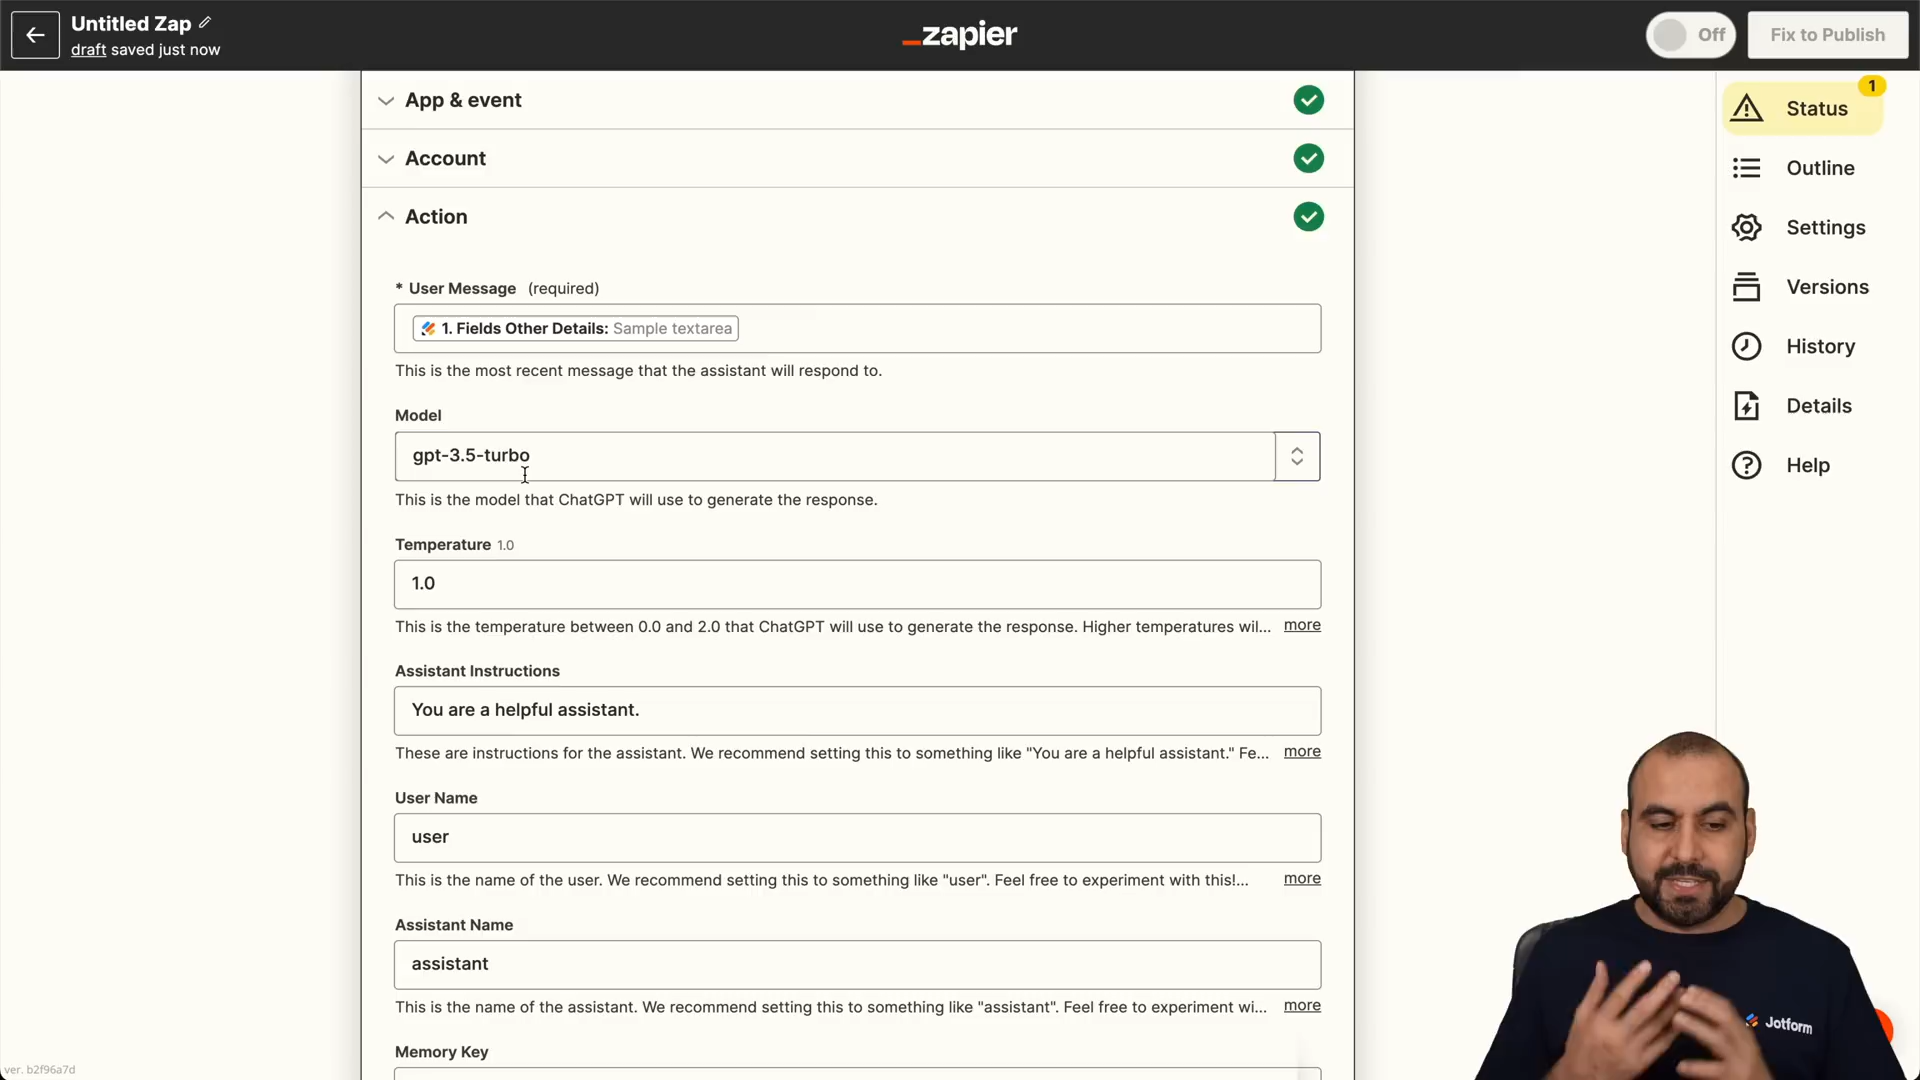 Untitled Zap
draft saved just now
_zapier
Off
Fix to Publish
App & event
1
Status
Account
Outline
Action
Settings
* User Message (required)
Versions
1. Fields Other Details: Sample textarea
History
This is the most recent message that the assistant will respond to.
Details
Model
gpt-3.5-turbo
Help
This is the model that ChatGPT will use to generate the response.
Temperature 1.0
1.0
This is the temperature between 0.0 and 2.0 that ChatGPT will use to generate the response. Higher temperatures wil... more
Assistant Instructions
You are a helpful assistant.
These are instructions for the assistant. We recommend setting this to something like "You are a helpful assistant." Fe... more
User Name
user
This is the name of the user. We recommend setting this to something like "user". Feel free to experiment with this!... more
Assistant Name
assistant
This is the name of the assistant. We recommend setting this to something like "assistant". Feel free to experiment wi... more
Jotform
Memory Key
ver. b2f96a7d